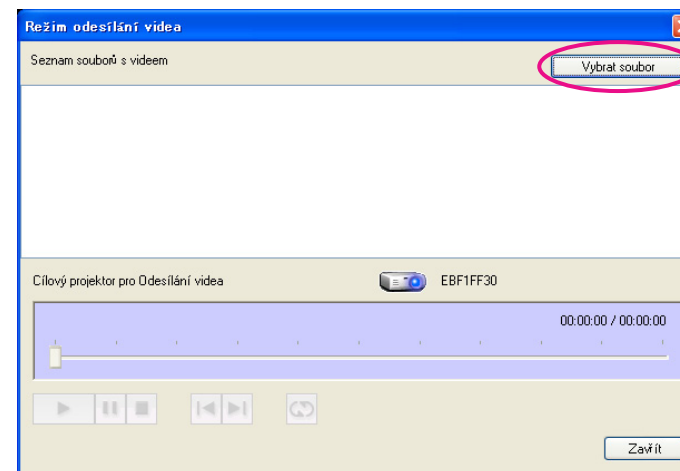 Režim odesílání videa
Seznam souborů s videem
Vybrat soubor
Cílový projektor pro Odesílání videa
EBF1FF30
00:00:00 / 00:00:00
Zavřít